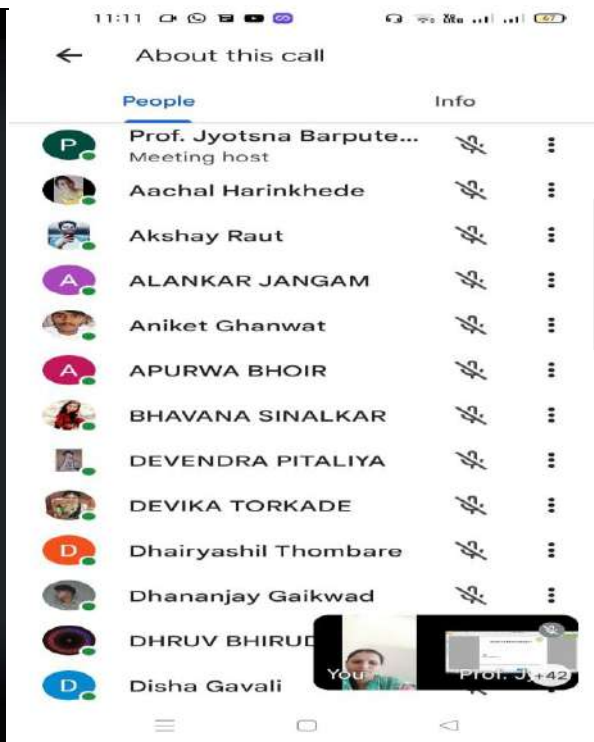 11:11
67
About this call
People Info
P Prof. Jyotsna Barpute...
Meeting host
Aachal Harinkhede
Akshay Raut
A ALANKAR JANGAM
Aniket Ghanwat
A APURWA BHOIR
BHAVANA SINALKAR
DEVENDRA PITALIYA
DEVIKA TORKADE
D Dhairyashil Thombare
Dhananjay Gaikwad
DHRUV BHIRUD
You Prof. Jy +42
D Disha Gavali